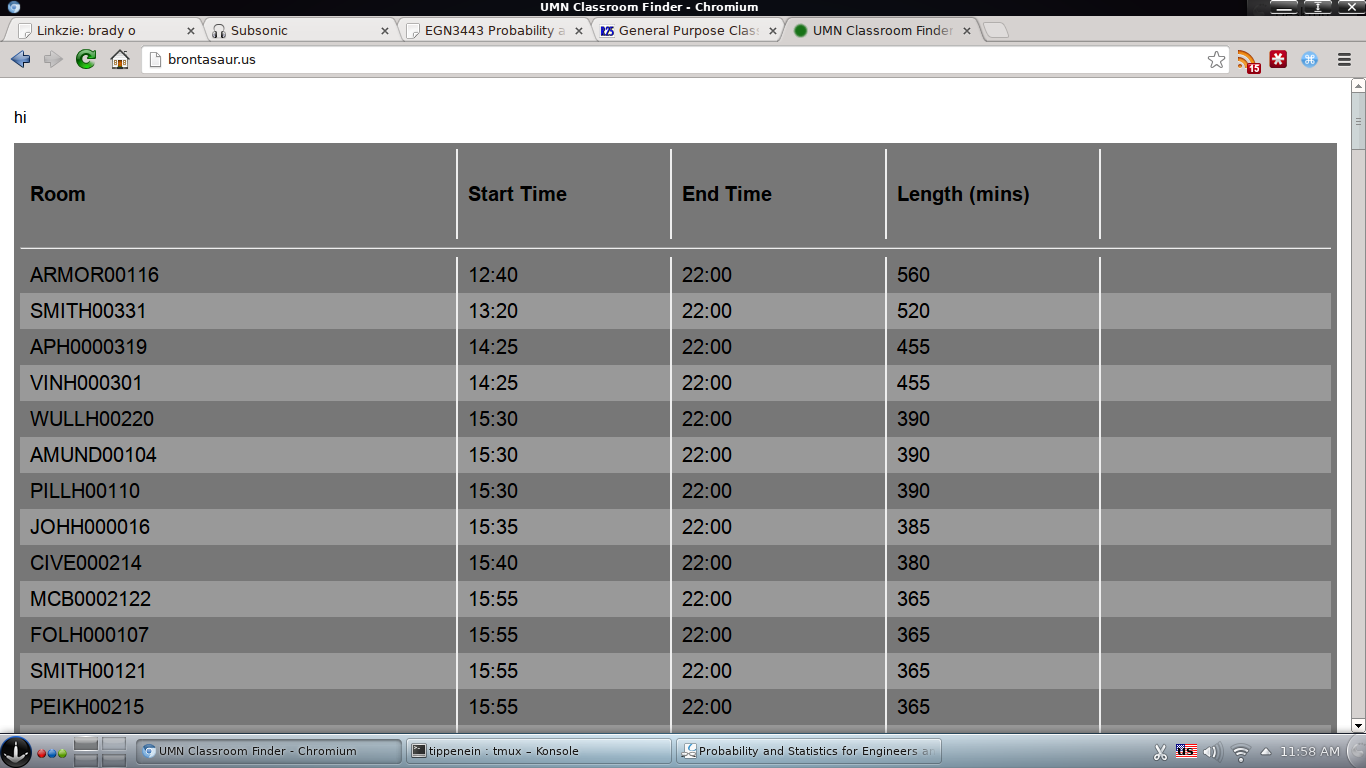 UMN Classroom Finder - Chromium
Linkzie: brady o
Subsonic
EGN3443 Probability a
General Purpose Clas
UMN Classroom Finder
brontasaur.us
15
hi
Room Start Time End Time Length (mins)
ARMOR00116 12:40 22:00 560
SMITH00331 13:20 22:00 520
APH0000319 14:25 22:00 455
VINH000301 14:25 22:00 455
WULLH00220 15:30 22:00 390
AMUND00104 15:30 22:00 390
PILLH00110 15:30 22:00 390
JOHH000016 15:35 22:00 385
CIVE000214 15:40 22:00 380
MCB0002122 15:55 22:00 365
FOLH000107 15:55 22:00 365
SMITH00121 15:55 22:00 365
PEIKH00215 15:55 22:00 365
UMN Classroom Finder - Chromium
tippenein : tmux – Konsole
Probability and Statistics for Engineers an
us
11:58 AM